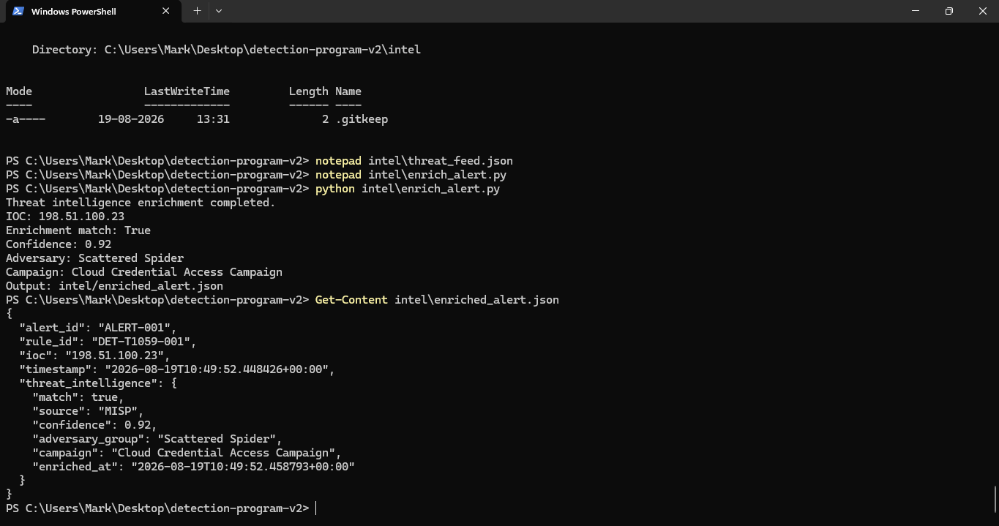 Windows PowerShell
Directory: C:\Users\Mark\Desktop\detection-program-v2\intel
Mode                 LastWriteTime         Length Name
----                 -------------         ------ ----
-a----        19-08-2026     13:31              2 .gitkeep
PS C:\Users\Mark\Desktop\detection-program-v2> notepad intel\threat_feed.json
PS C:\Users\Mark\Desktop\detection-program-v2> notepad intel\enrich_alert.py
PS C:\Users\Mark\Desktop\detection-program-v2> python intel\enrich_alert.py
Threat intelligence enrichment completed.
IOC: 198.51.100.23
Enrichment match: True
Confidence: 0.92
Adversary: Scattered Spider
Campaign: Cloud Credential Access Campaign
Output: intel/enriched_alert.json
PS C:\Users\Mark\Desktop\detection-program-v2> Get-Content intel\enriched_alert.json
{
  "alert_id": "ALERT-001",
  "rule_id": "DET-T1059-001",
  "ioc": "198.51.100.23",
  "timestamp": "2026-08-19T10:49:52.448426+00:00",
  "threat_intelligence": {
    "match": true,
    "source": "MISP",
    "confidence": 0.92,
    "adversary_group": "Scattered Spider",
    "campaign": "Cloud Credential Access Campaign",
    "enriched_at": "2026-08-19T10:49:52.458793+00:00"
  }
}
PS C:\Users\Mark\Desktop\detection-program-v2>